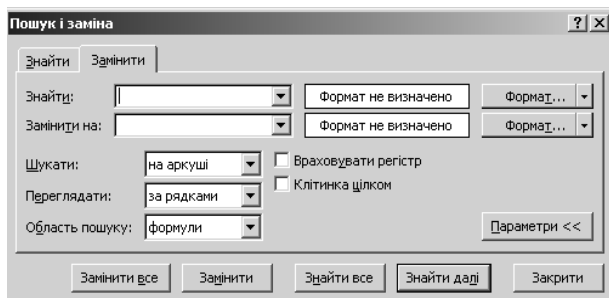 Пошук і заміна
Знайти Замінити
Знайти: Формат не визначено Формат...
Замінити на: Формат не визначено Формат...
Шукати: на аркуші Враховувати регістр
Переглядати: за рядками Клітинка цілком
Область пошуку: формули Параметри <<
Замінити все Замінити Знайти все Знайти далі Закрити